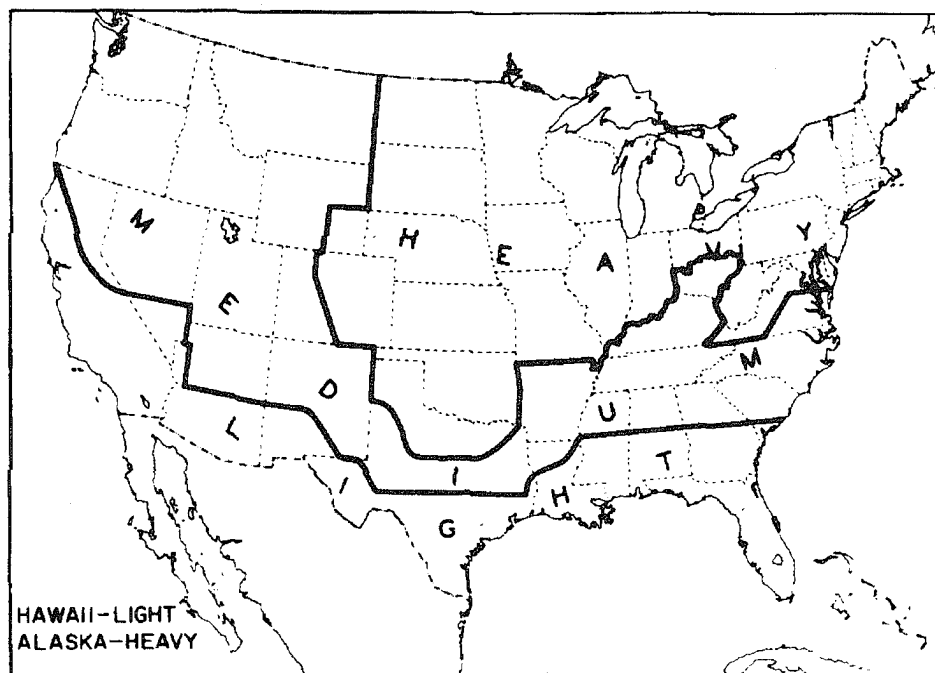 H E A V Y
M E D I U M
L I G H T
HAWAII-LIGHT
ALASKA-HEAVY